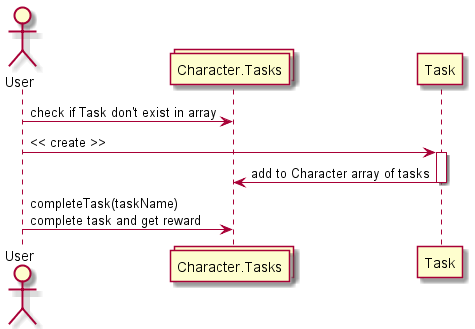 User
Character.Tasks
Task
check if Task don't exist in array
<< create >>
add to Character array of tasks
completeTask(taskName)
complete task and get reward
User
Character.Tasks
Task